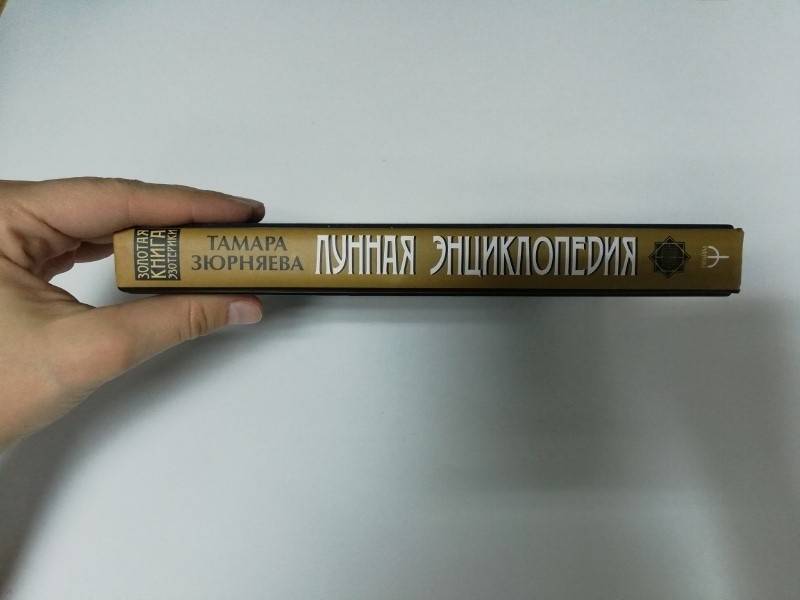 ЗОЛОТАЯ
КНИГА
ЭЗОТЕРИКИ
ТАМАРА
ЗЮРНЯЕВА
ЛУННАЯ ЭНЦИКЛОПЕДИЯ